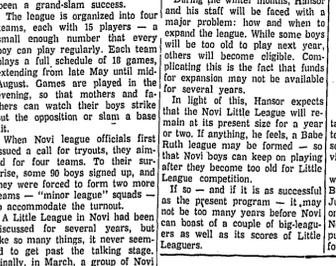 been a grand-slam success.
The league is organized into four
teams, each with 15 players — a
small enough number that every
boy can play regularly. Each team
plays a full schedule of 18 games,
extending from late May until mid-
August. Games are played in the
evening, so that mothers and fa-
thers can watch their boys strike
out the opposition or slam a base
hit.
When Novi league officials first
issued a call for tryouts, they aim-
ed for four teams. To their sur-
prise, some 90 boys signed up, and
they were forced to form two more
teams — "minor league" squads —
to accommodate the turnout.
A Little League in Novi had been
discussed for several years, but
like so many things, it never seem-
ed to get past the talking stage.
Finally, in March, a group of Novi
During the winter months, Hansor
and his staff will be faced with a
major problem: how and when to
expand the league. While some boys
will be too old to play next year,
others will become eligible. Com-
plicating this is the fact that funds
for expansion may not be available
for several years.
In light of this, Hansor expects
that the Novi Little League will re-
main at its present size for a year
or two. If anything, he feels, a Babe
Ruth league may be formed — so
that Novi boys can keep on playing
after they become too old for Little
League competition.
If so — and if it is as successful
as the present program — it may
not be too many years before Novi
can boast of a couple of big-leagu-
ers as well as its scores of Little
Leaguers.